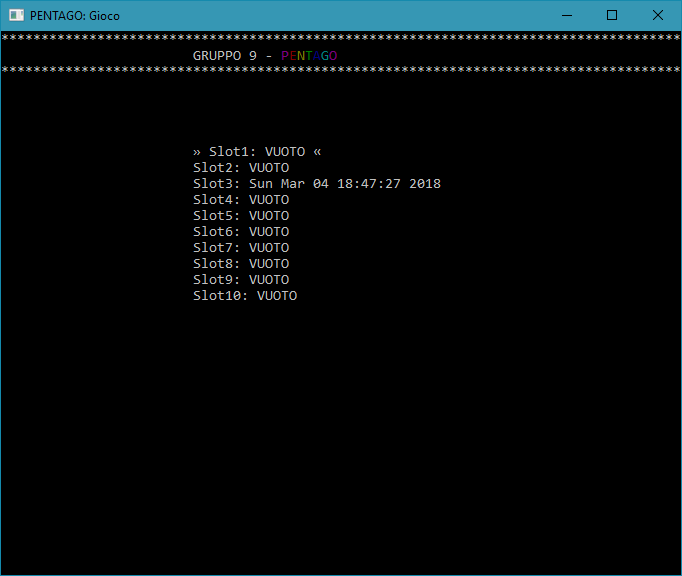 PENTAGO: Gioco
*************************************************************************************
GRUPPO 9 - PENTAGO
*************************************************************************************
» Slot1: VUOTO «
Slot2: VUOTO
Slot3: Sun Mar 04 18:47:27 2018
Slot4: VUOTO
Slot5: VUOTO
Slot6: VUOTO
Slot7: VUOTO
Slot8: VUOTO
Slot9: VUOTO
Slot10: VUOTO